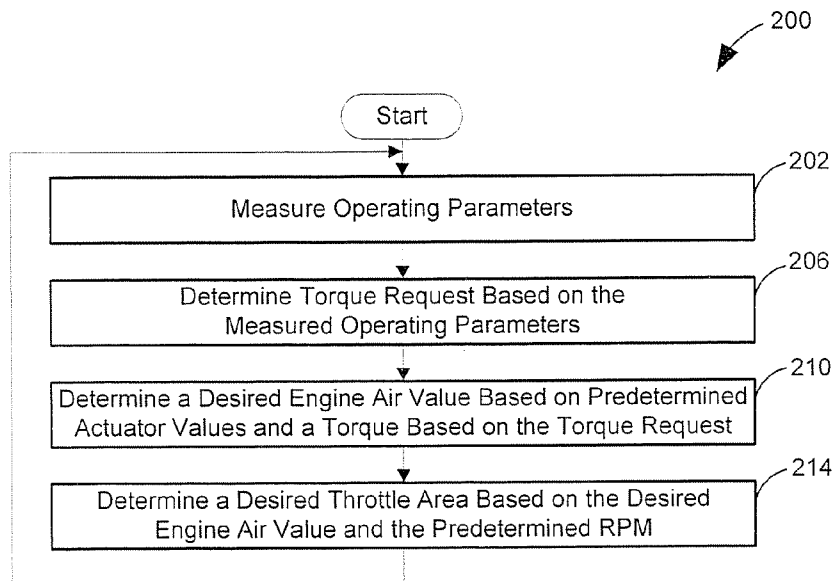 200
Start
202
Measure Operating Parameters
206
Determine Torque Request Based on the
Measured Operating Parameters
210
Determine a Desired Engine Air Value Based on Predetermined
Actuator Values and a Torque Based on the Torque Request
214
Determine a Desired Throttle Area Based on the Desired
Engine Air Value and the Predetermined RPM